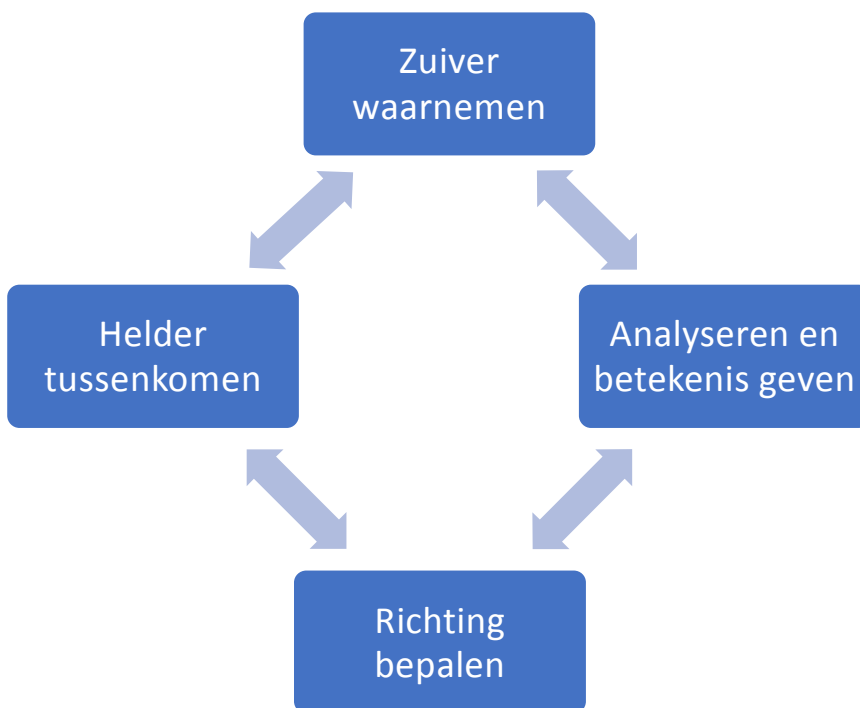 Zuiver
waarnemen
Helder
tussenkomen
Analyseren en
betekenis geven
Richting
bepalen